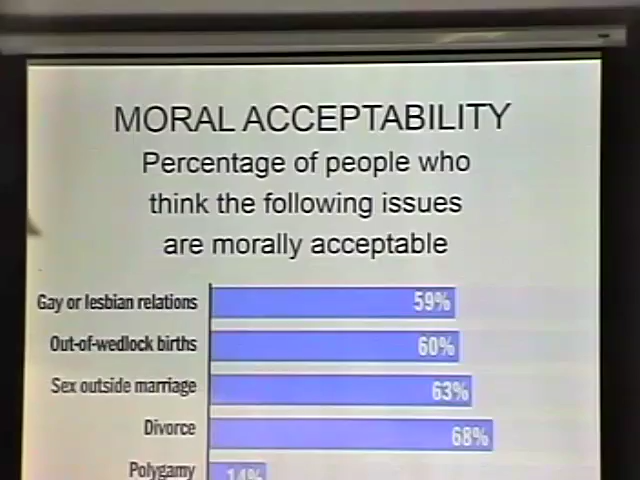 MORAL ACCEPTABILITY
Percentage of people who
think the following issues
are morally acceptable
Gay or lesbian relations 59%
Out-of-wedlock births 60%
Sex outside marriage 63%
Divorce 68%
Polygamy 14%